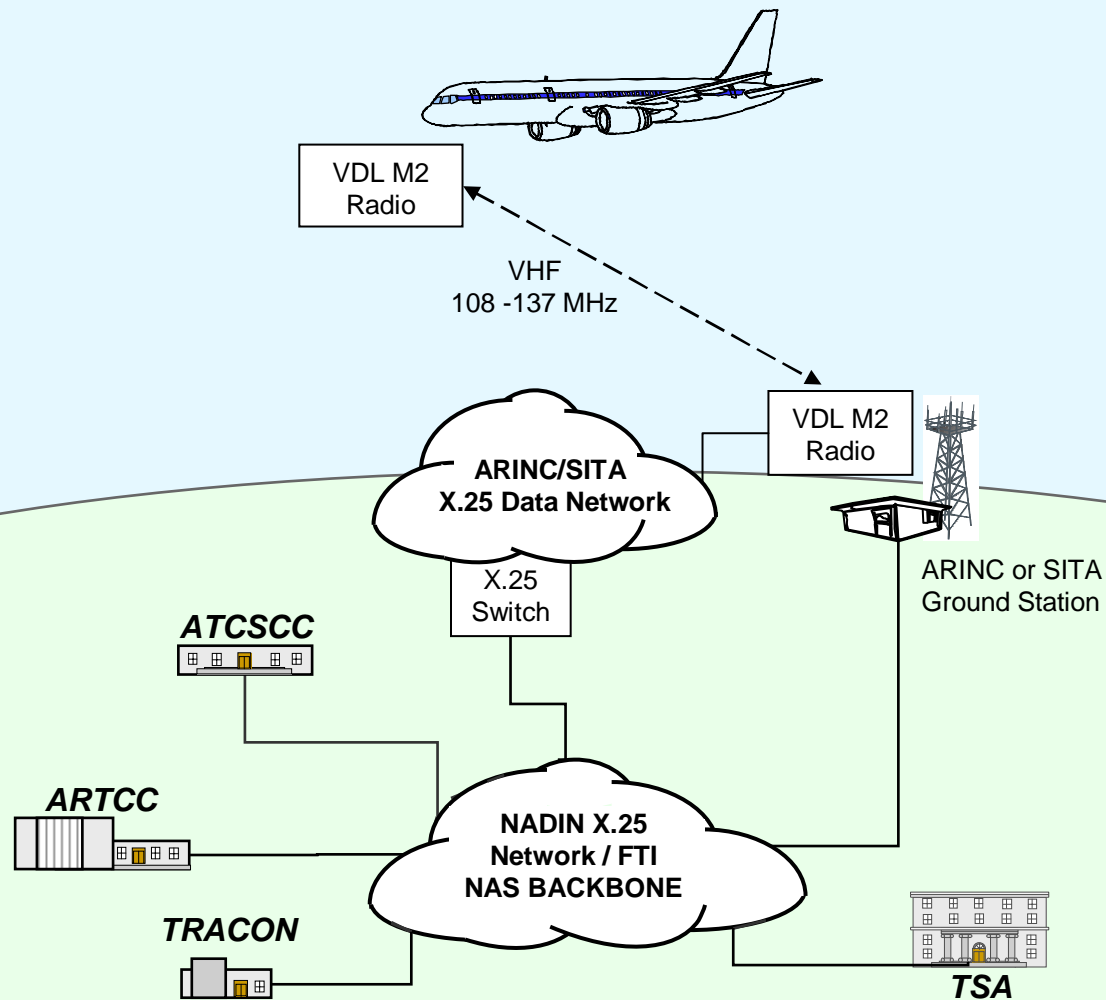 VDL M2
Radio
VHF
108 -137 MHz
VDL M2
Radio
ARINC/SITA
X.25 Data Network
X.25
Switch
ARINC or SITA
Ground Station
ATCSCC
ARTCC
NADIN X.25
Network / FTI
NAS BACKBONE
TRACON
TSA